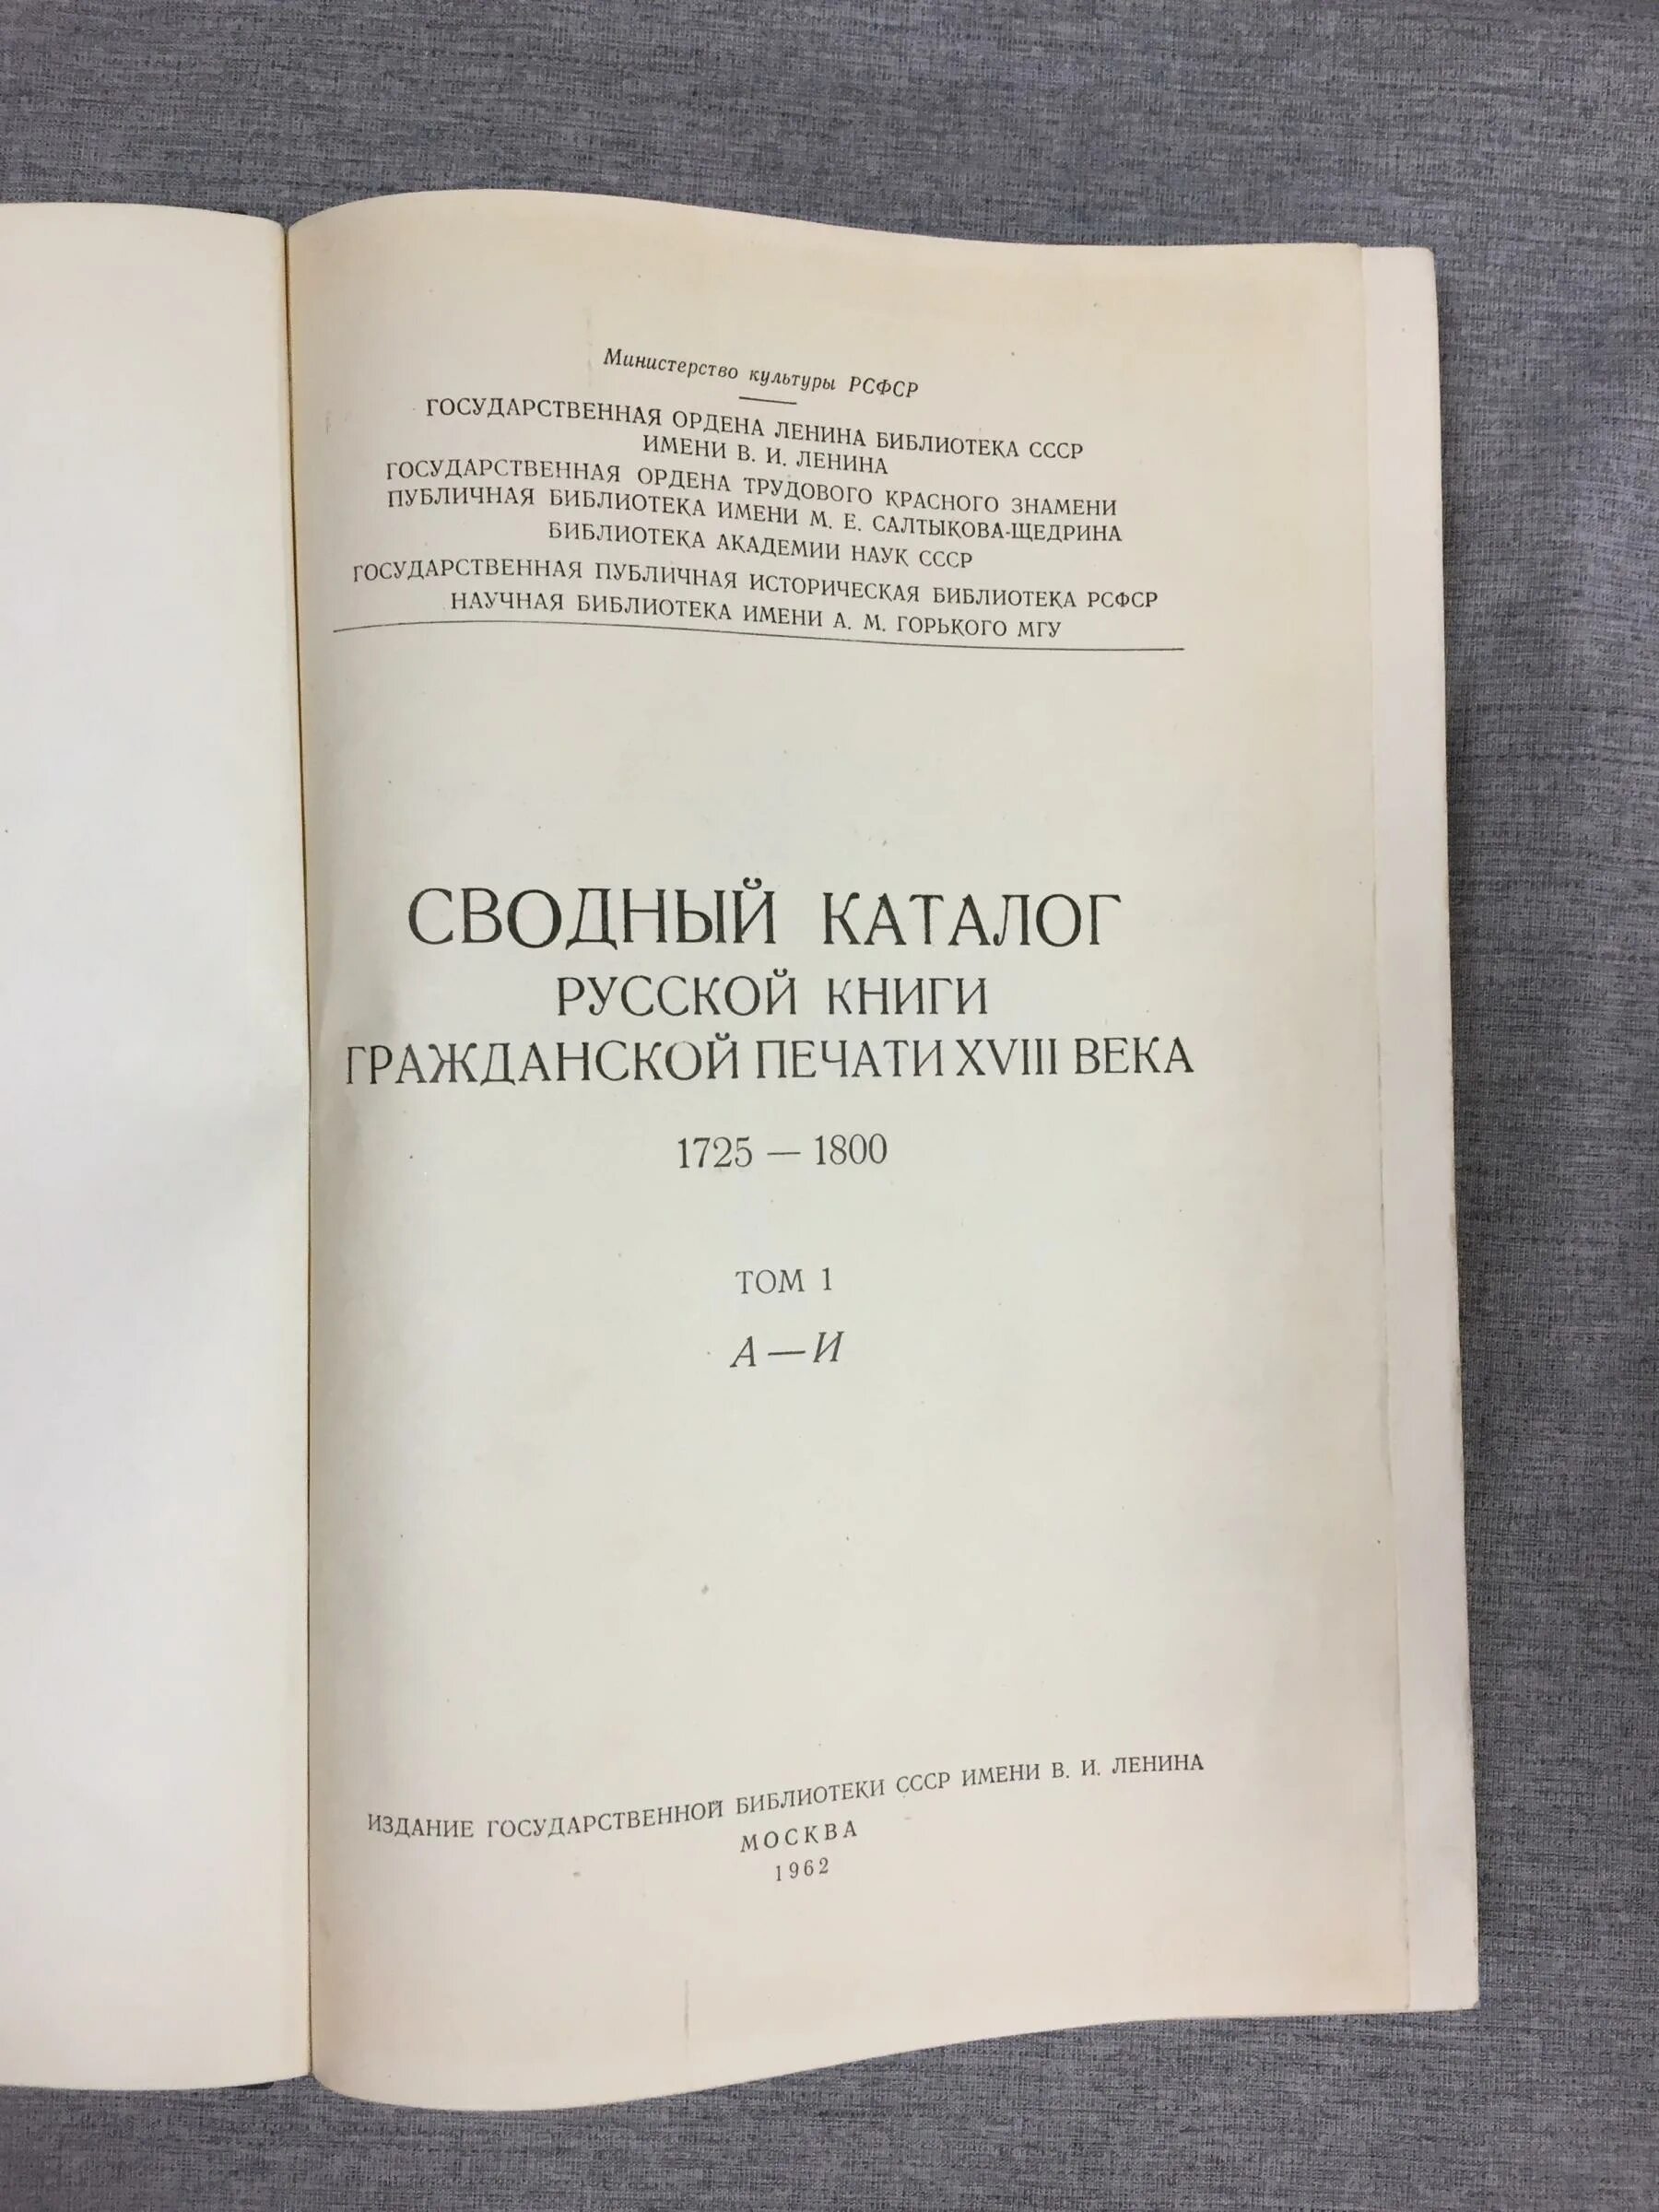 Министерство культуры РСФСР
ГОСУДАРСТВЕННАЯ ОРДЕНА ЛЕНИНА БИБЛИОТЕКА СССР
ИМЕНИ В. И. ЛЕНИНА
ГОСУДАРСТВЕННАЯ ОРДЕНА ТРУДОВОГО КРАСНОГО ЗНАМЕНИ
ПУБЛИЧНАЯ БИБЛИОТЕКА ИМЕНИ М. Е. САЛТЫКОВА-ЩЕДРИНА
БИБЛИОТЕКА АКАДЕМИИ НАУК СССР
ГОСУДАРСТВЕННАЯ ПУБЛИЧНАЯ ИСТОРИЧЕСКАЯ БИБЛИОТЕКА РСФСР
НАУЧНАЯ БИБЛИОТЕКА ИМЕНИ А. М. ГОРЬКОГО МГУ
СВОДНЫЙ КАТАЛОГ
РУССКОЙ КНИГИ
ГРАЖДАНСКОЙ ПЕЧАТИ XVIII ВЕКА
1725 — 1800
ТОМ 1
А — И
ИЗДАНИЕ ГОСУДАРСТВЕННОЙ БИБЛИОТЕКИ СССР ИМЕНИ В. И. ЛЕНИНА
МОСКВА
1962